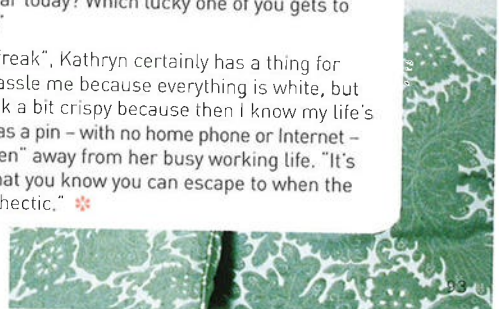 today? Which lucky one of you gets to
freak", Kathryn certainly has a thing for
assle me because everything is white, but
k a bit crispy because then I know my life's
as a pin – with no home phone or Internet –
en" away from her busy working life. "It's
at you know you can escape to when the
hectic."
93